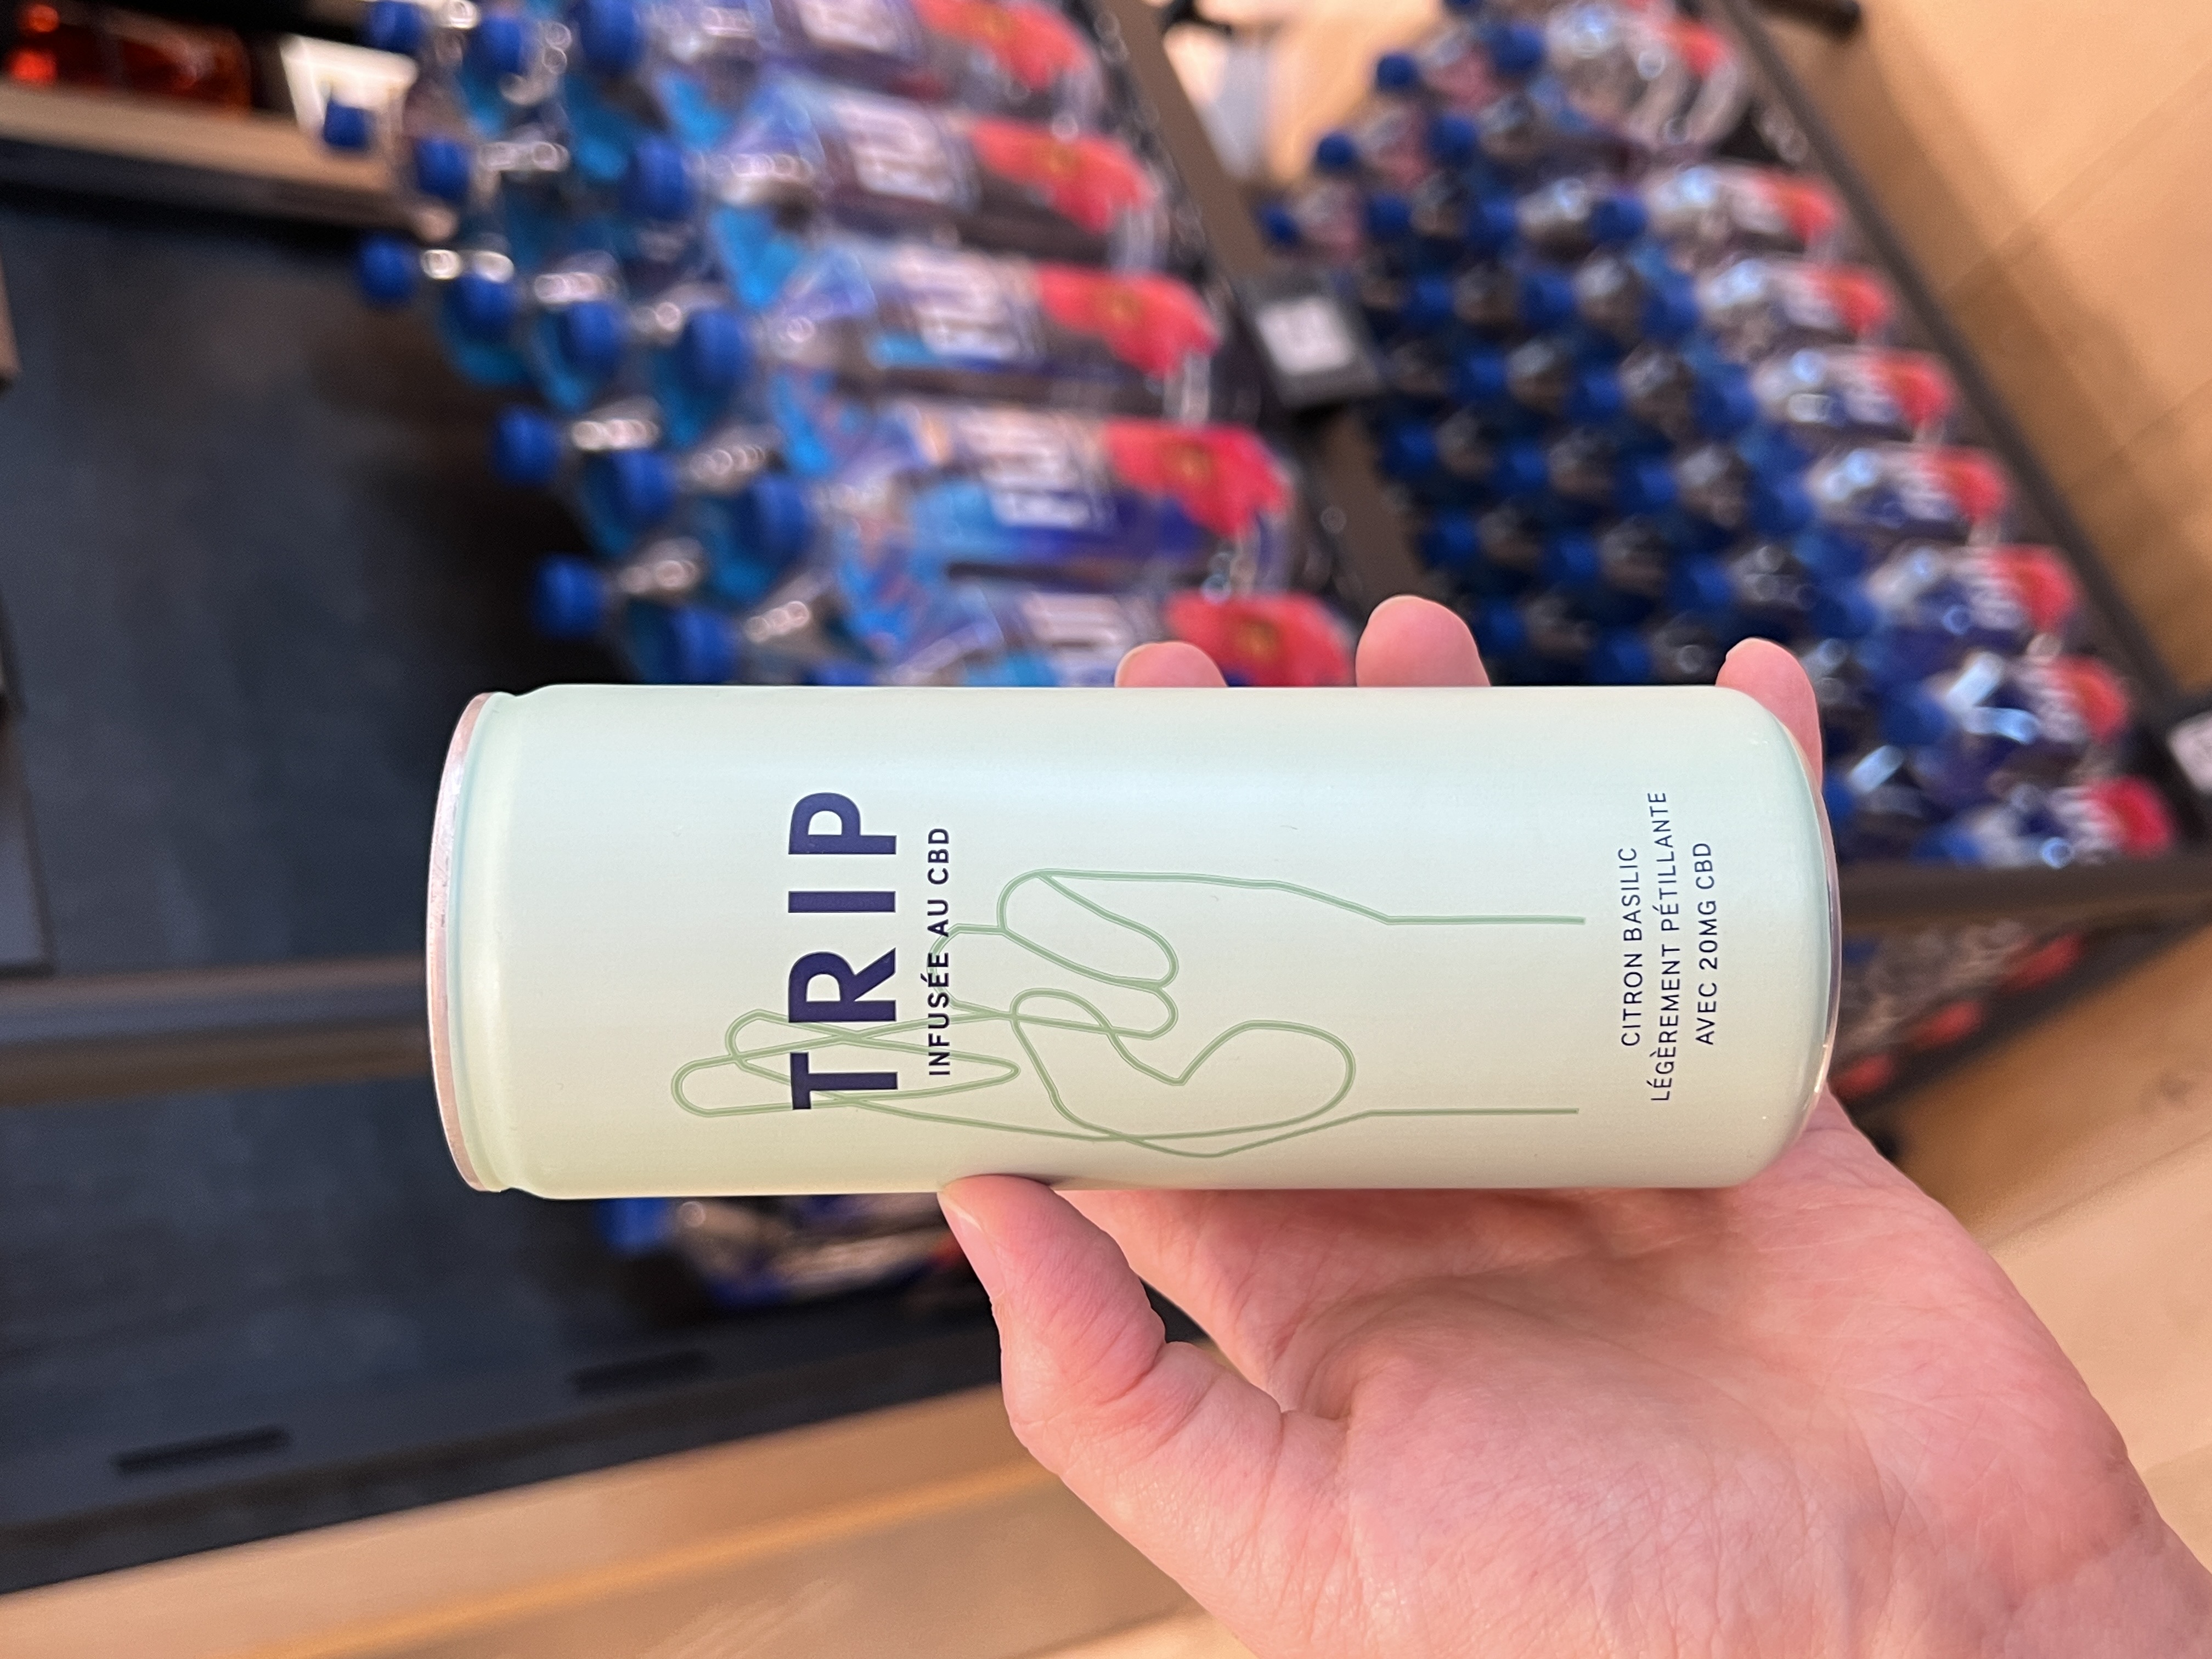 TRIP
INFUSÉE AU CBD
CITRON BASILIC
LÉGÈREMENT PÉTILLANTE
AVEC 20MG CBD